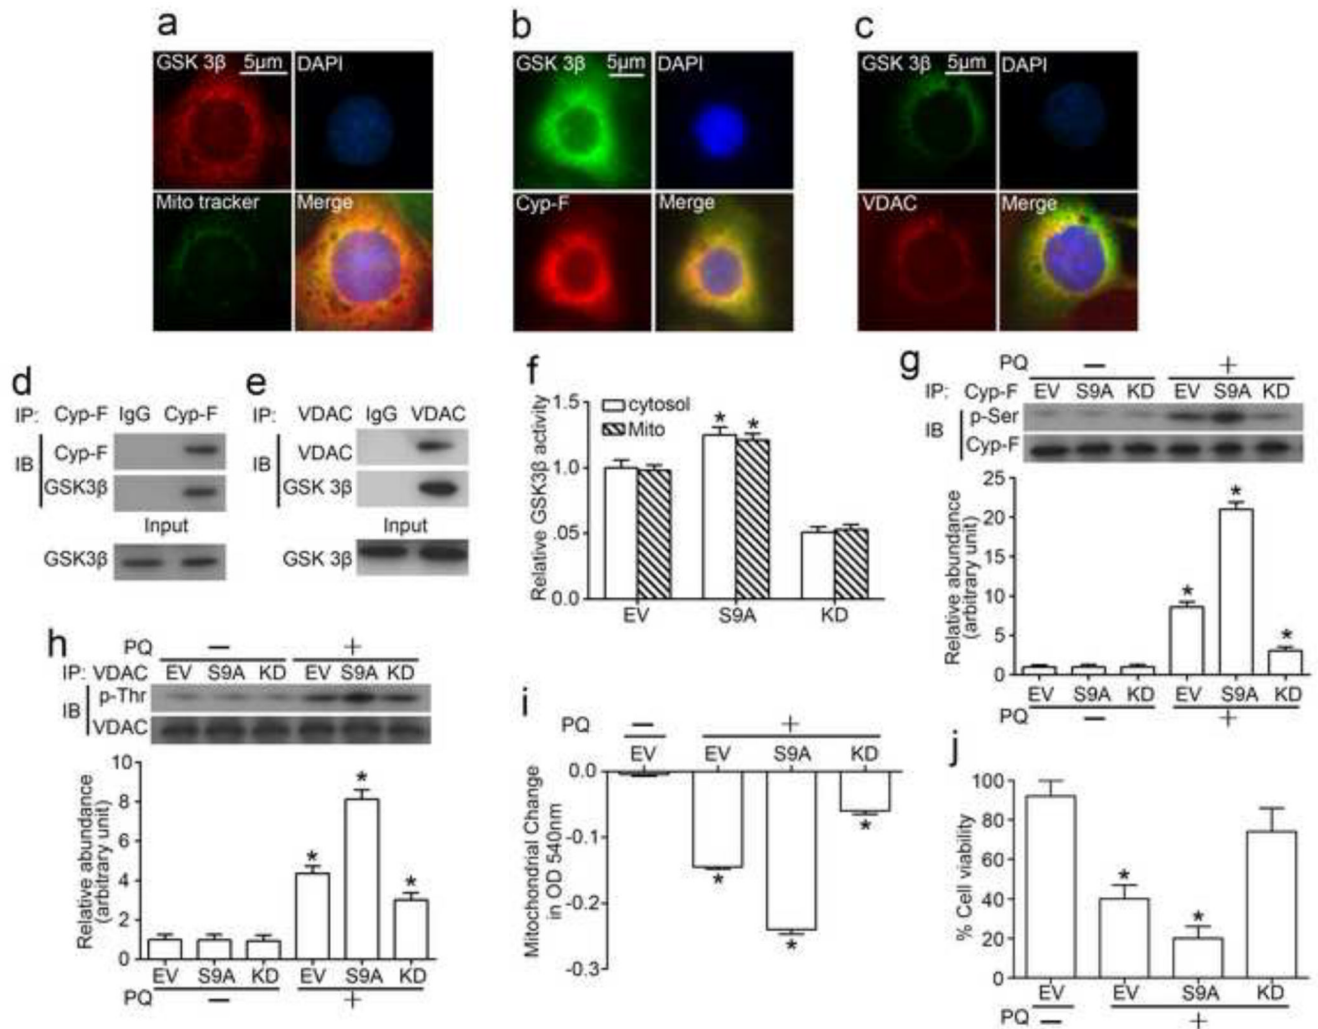 a
GSK 3β 5µm DAPI
Mito tracker Merge
b
GSK 3β 5µm DAPI
Cyp-F Merge
c
GSK 3β 5µm DAPI
VDAC Merge
d
IP: Cyp-F IgG Cyp-F
IB
Cyp-F
GSK3β
Input
GSK3β
e
IP: VDAC IgG VDAC
IB
VDAC
GSK 3β
Input
GSK 3β
f
Relative GSK3β activity
1.5
1.0
.05
0.0
cytosol
Mito
* *
EV S9A KD
g
PQ − +
IP: Cyp-F EV S9A KD EV S9A KD
IB
p-Ser
Cyp-F
Relative abundance
(arbitrary unit)
25
20
15
10
5
0
* * *
EV S9A KD EV S9A KD
PQ − +
h
PQ − +
IP: VDAC EV S9A KD EV S9A KD
IB
p-Thr
VDAC
Relative abundance
(arbitrary unit)
10
8
6
4
2
0
* * *
EV S9A KD EV S9A KD
PQ − +
i
PQ − +
EV EV S9A KD
Mitochondrial Change
in OD 540nm
0.0
-0.1
-0.2
-0.3
* * *
j
% Cell viability
100
80
60
40
20
0
* *
EV EV S9A KD
PQ − +